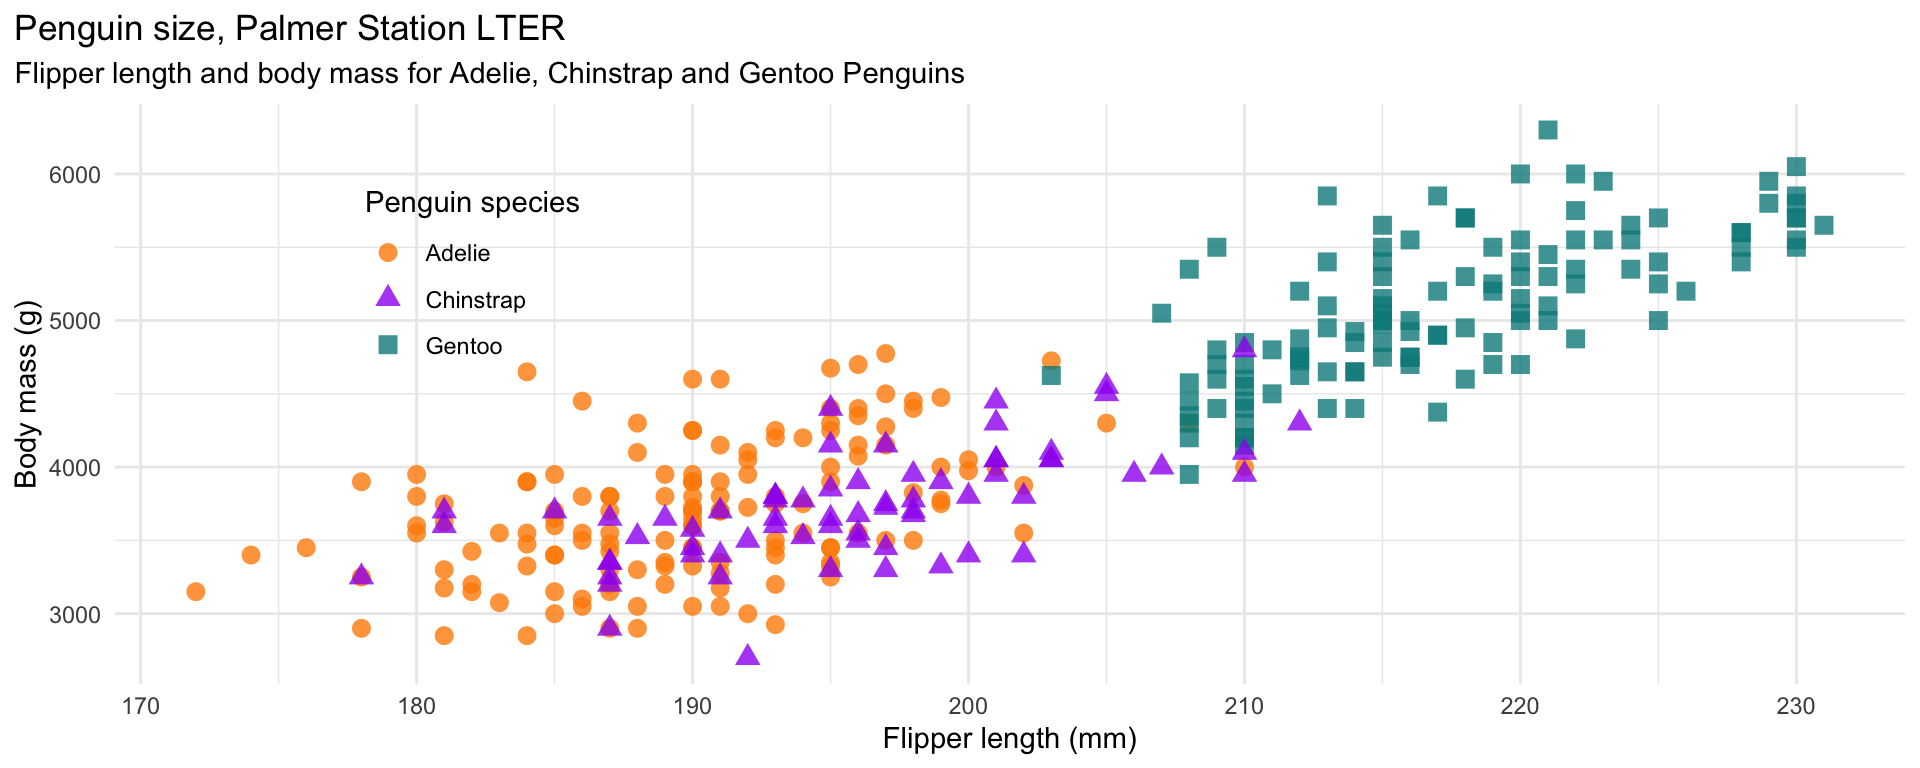 Penguin size, Palmer Station LTER
Flipper length and body mass for Adelie, Chinstrap and Gentoo Penguins
Body mass (g)
6000
5000
4000
3000
Penguin species
Adelie
Chinstrap
Gentoo
170 180 190 200 210 220 230
Flipper length (mm)